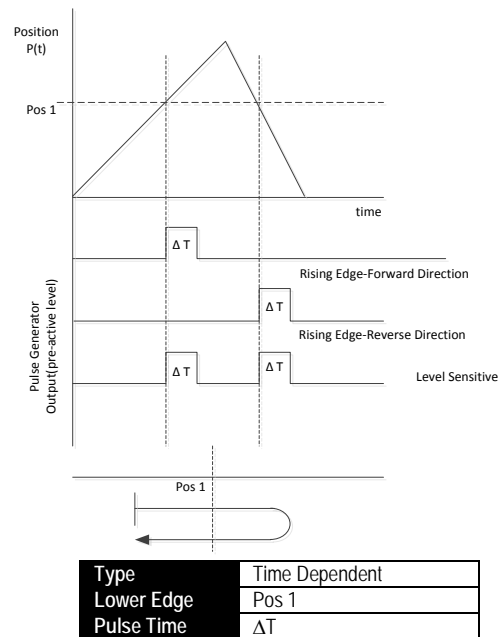 Position
P(t)
Pos 1
time
Δ T
Rising Edge-Forward Direction
Δ T
Rising Edge-Reverse Direction
Pulse Generator
Output(pre-active level)
Δ T
Δ T
Level Sensitive
Pos 1
Type Time Dependent
Lower Edge Pos 1
Pulse Time ΔT